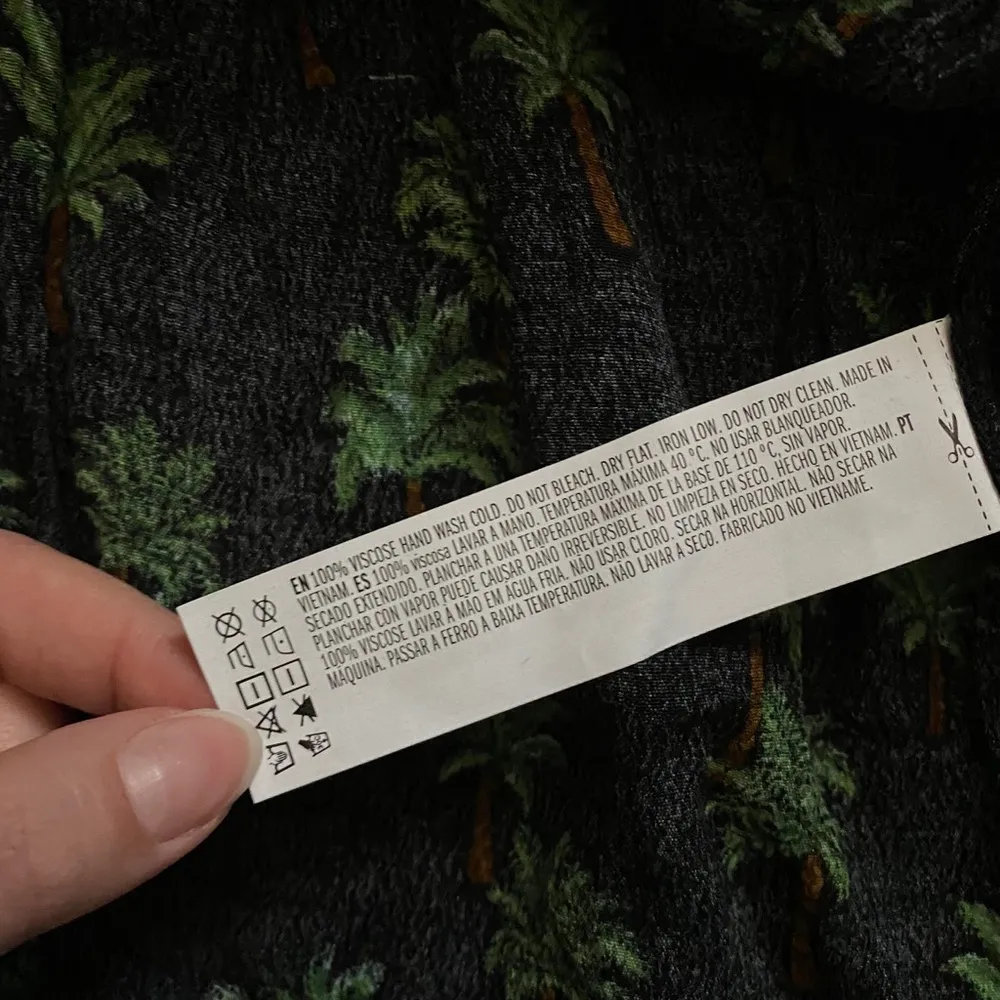 EN 100% VISCOSE HAND WASH COLD. DO NOT BLEACH. DRY FLAT. IRON LOW. DO NOT DRY CLEAN. MADE IN
VIETNAM. ES 100% viscosa LAVAR A MANO. TEMPERATURA MÁXIMA 40 ºC. NO USAR BLANQUEADOR.
SECADO EXTENDIDO. PLANCHAR A UNA TEMPERATURA MÁXIMA DE LA BASE DE 110 ºC, SIN VAPOR.
PLANCHAR CON VAPOR PUEDE CAUSAR DAÑO IRREVERSIBLE. NO LIMPIEZA EN SECO. HECHO EN VIETNAM. PT
100% VISCOSE LAVAR À MÃO EM AGUA FRIA. NÃO USAR CLORO. SECAR NA HORIZONTAL. NÃO SECAR NA
MÁQUINA. PASSAR A FERRO A BAIXA TEMPERATURA. NÃO LAVAR A SECO. FABRICADO NO VIETNAME.